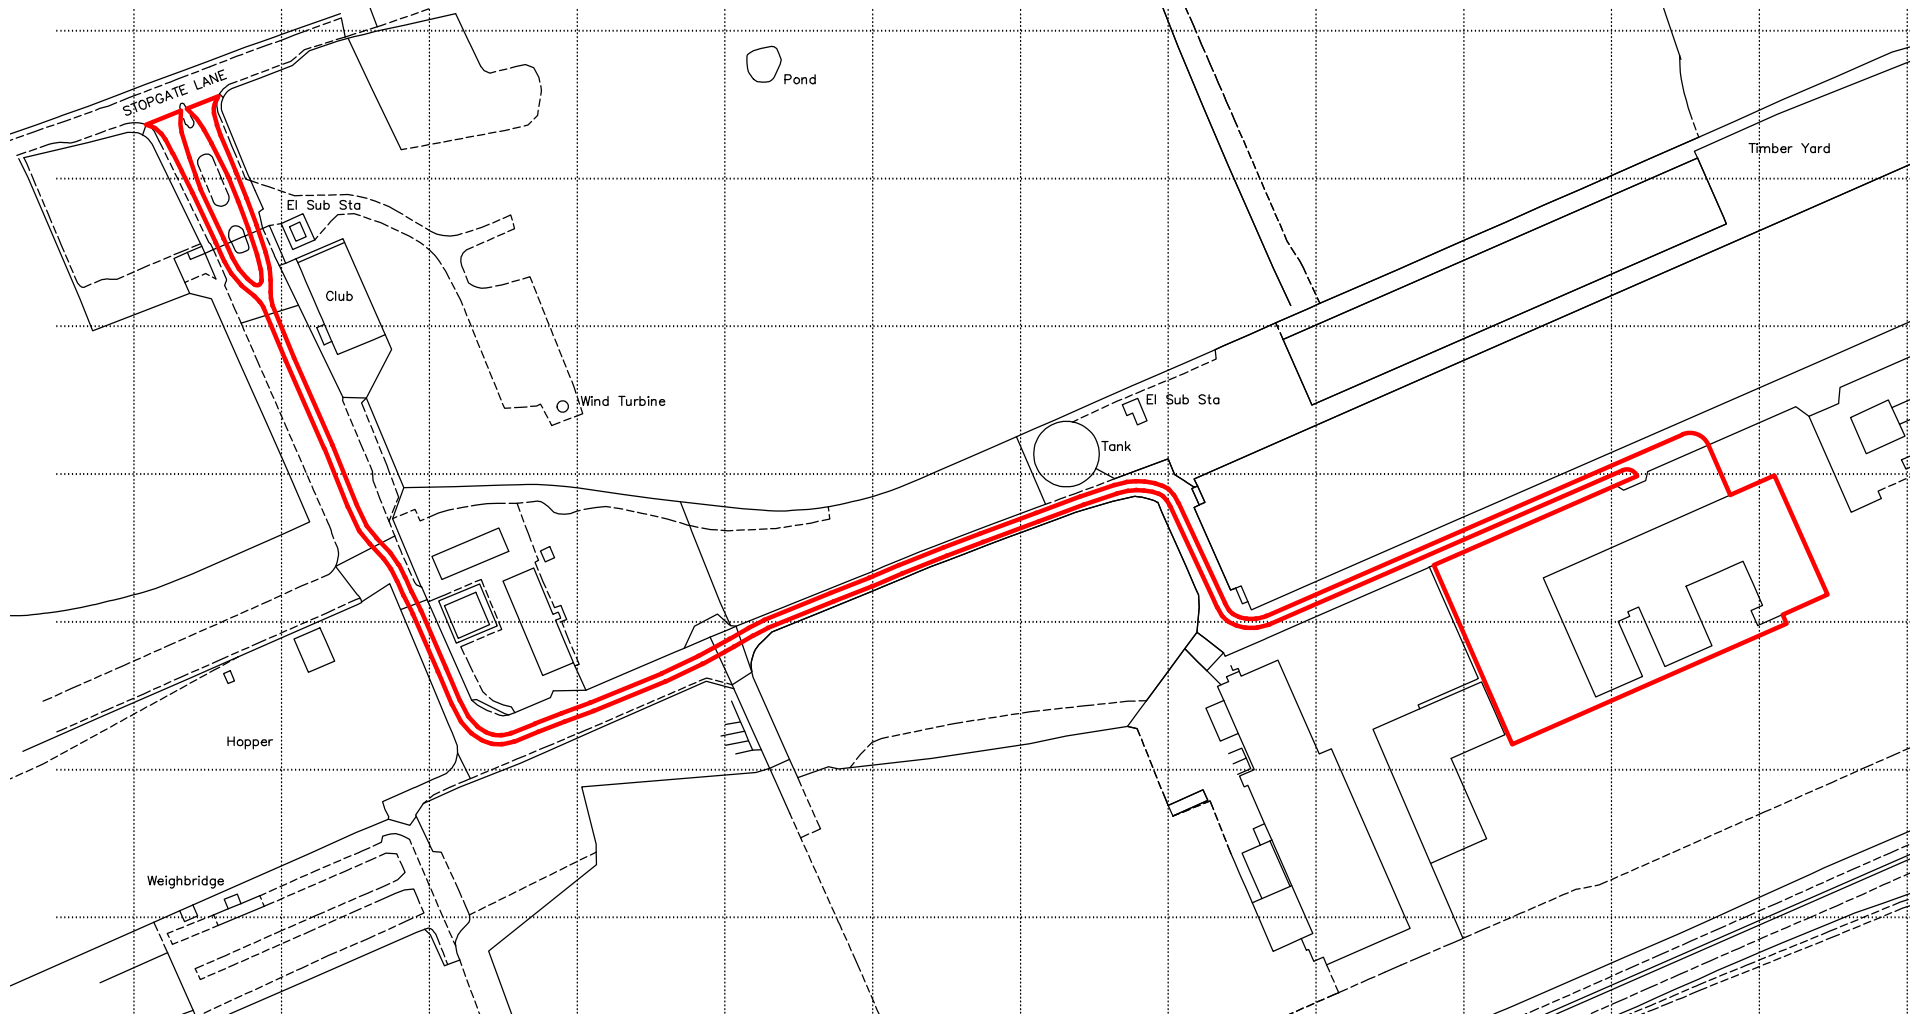 STOPGATE LANE
Pond
Timber Yard
El Sub Sta
Club
Wind Turbine
El Sub Sta
Tank
Hopper
Weighbridge